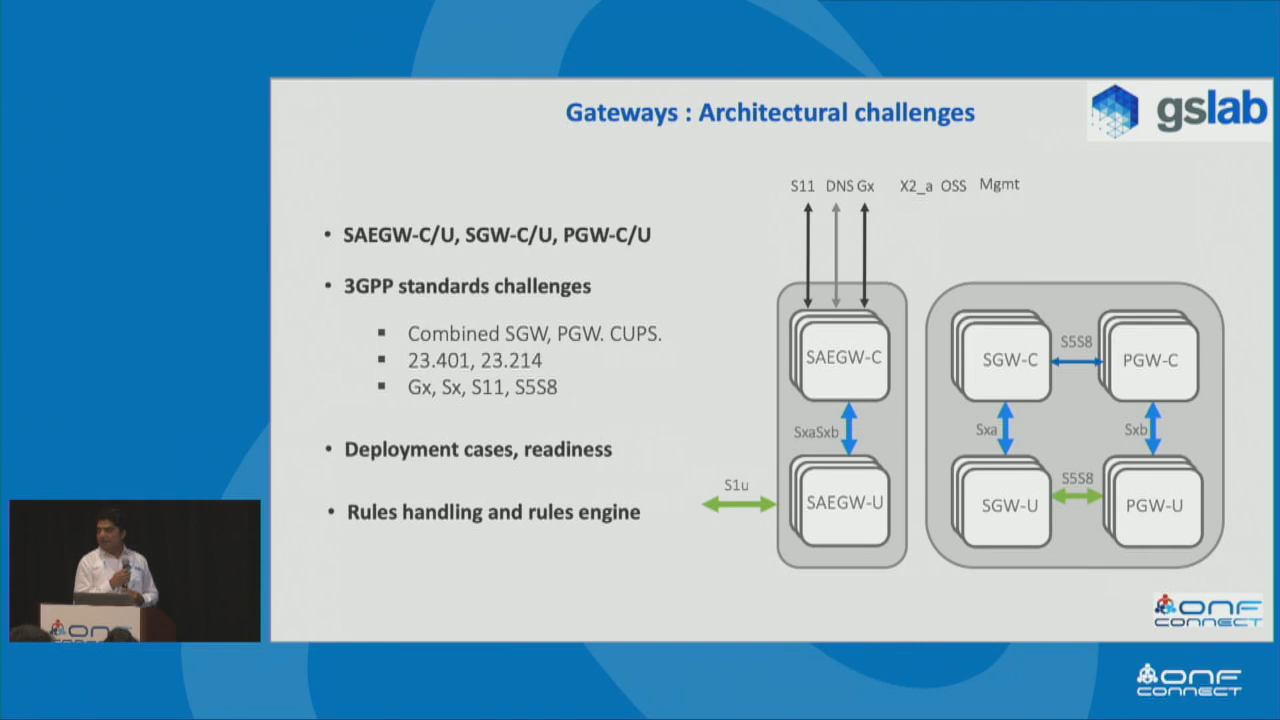 Gateways : Architectural challenges
gslab
S11 DNS Gx X2_a OSS Mgmt
• SAEGW-C/U, SGW-C/U, PGW-C/U
• 3GPP standards challenges
▪ Combined SGW, PGW. CUPS.
▪ 23.401, 23.214
▪ Gx, Sx, S11, S5S8
• Deployment cases, readiness
• Rules handling and rules engine
SAEGW-C
SxaSxb
SAEGW-U
S1u
SGW-C
S5S8
PGW-C
Sxa
Sxb
SGW-U
S5S8
PGW-U
ONF
CONNECT
ONF
CONNECT
ONF
CONNECT